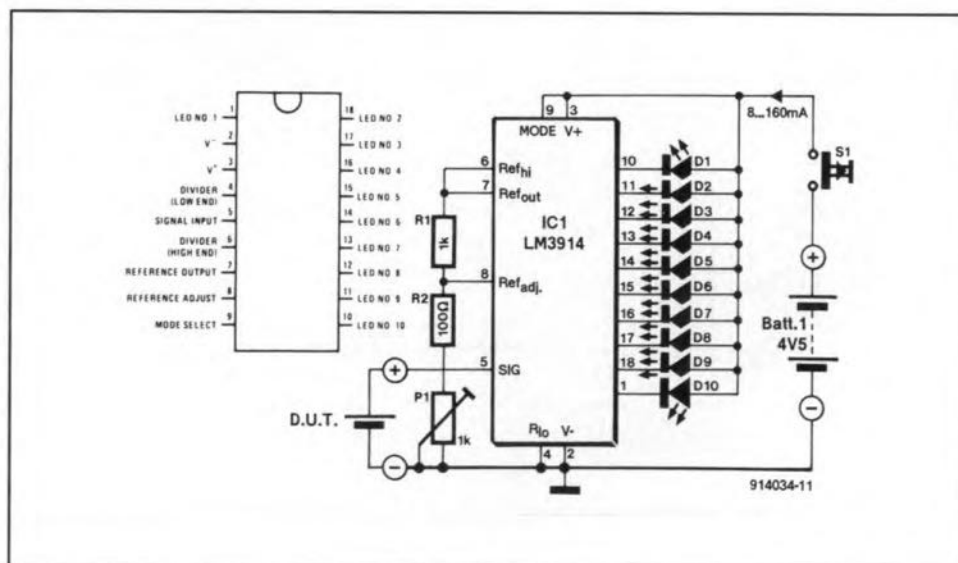 LED NO 1
V⁻
V⁺
DIVIDER
(LOW END)
SIGNAL INPUT
DIVIDER
(HIGH END)
REFERENCE OUTPUT
REFERENCE ADJUST
MODE SELECT
1
2
3
4
5
6
7
8
9
18
17
16
15
14
13
12
11
10
LED NO 2
LED NO 3
LED NO 4
LED NO 5
LED NO 6
LED NO 7
LED NO 8
LED NO 9
LED NO 10
9 3
MODE V+
6 Refhi
7 Refout
R1
1k
8 Refadj.
R2
100Ω
5 SIG
P1
1k
D.U.T.
+
−
IC1
LM3914
Rlo V-
4 2
10 D1
11 D2
12 D3
13 D4
14 D5
15 D6
16 D7
17 D8
18 D9
1 D10
8...160mA
S1
+
Batt.1
4V5
−
914034-11